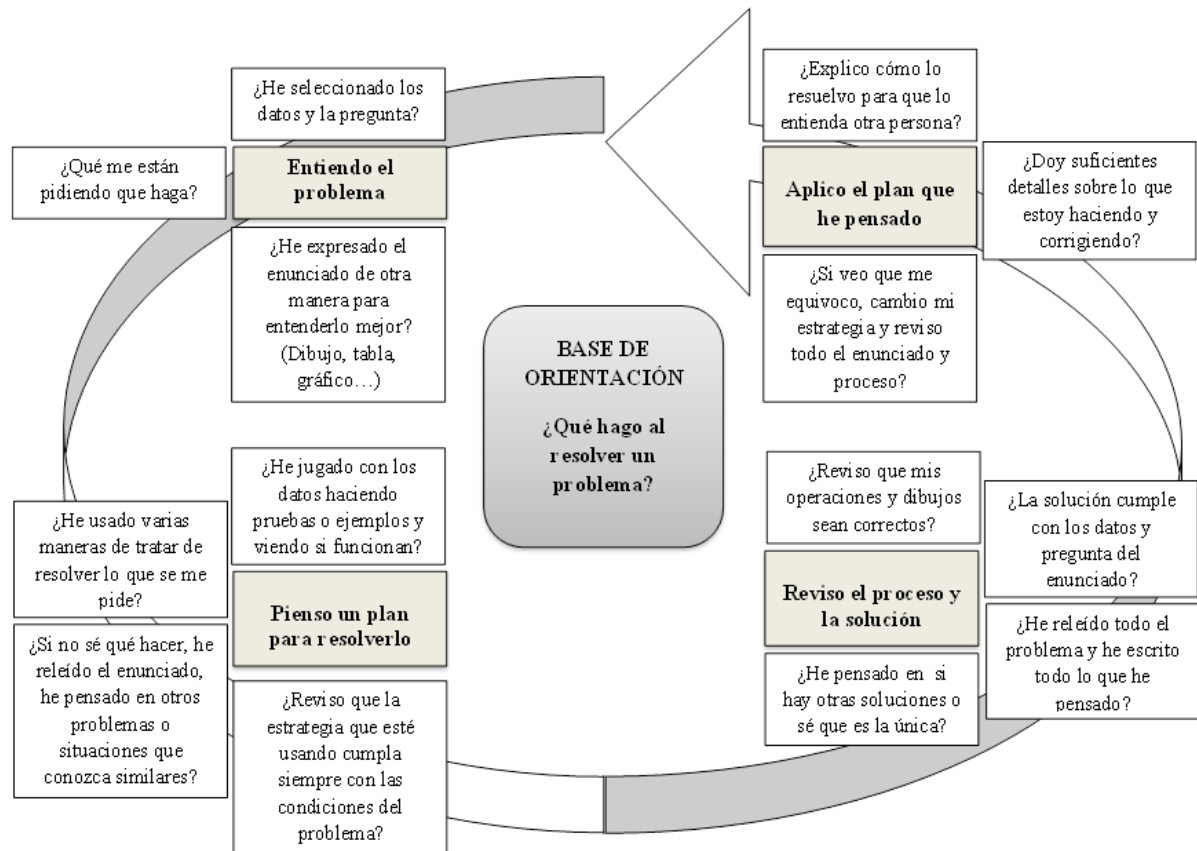 ¿He seleccionado los
datos y la pregunta?
¿Qué me están
pidiendo que haga?
Entiendo el
problema
¿He expresado el
enunciado de otra
manera para
entenderlo mejor?
(Dibujo, tabla,
gráfico…)
¿He jugado con los
datos haciendo
pruebas o ejemplos y
viendo si funcionan?
¿He usado varias
maneras de tratar de
resolver lo que se me
pide?
Pienso un plan
para resolverlo
¿Si no sé qué hacer, he
releído el enunciado,
he pensado en otros
problemas o
situaciones que
conozca similares?
¿Reviso que la
estrategia que esté
usando cumpla
siempre con las
condiciones del
problema?
BASE DE
ORIENTACIÓN
¿Qué hago al
resolver un
problema?
¿Explico cómo lo
resuelvo para que lo
entienda otra persona?
Aplico el plan que
he pensado
¿Doy suficientes
detalles sobre lo que
estoy haciendo y
corrigiendo?
¿Si veo que me
equivoco, cambio mi
estrategia y reviso
todo el enunciado y
proceso?
¿Reviso que mis
operaciones y dibujos
sean correctos?
¿La solución cumple
con los datos y
pregunta del
enunciado?
Reviso el proceso y
la solución
¿He releído todo el
problema y he escrito
todo lo que he
pensado?
¿He pensado en si
hay otras soluciones o
sé que es la única?